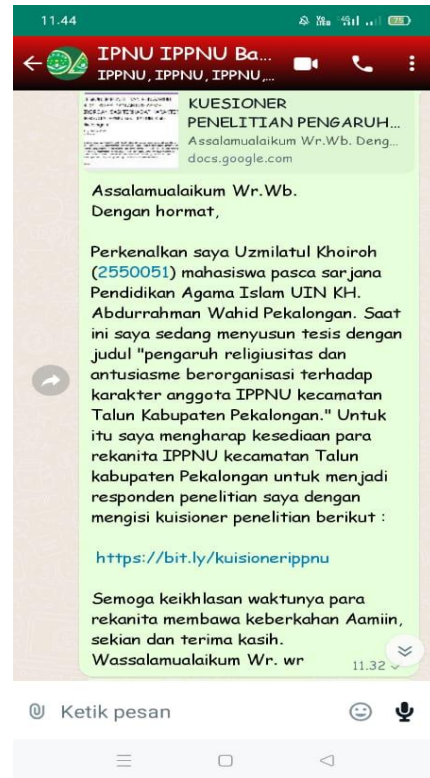 11.44
75
IPNU IPPNU Ba...
IPPNU, IPPNU, IPPNU,...
KUESIONER
PENELITIAN PENGARUH...
Assalamualaikum Wr.Wb. Deng...
docs.google.com
Assalamualaikum Wr.Wb.
Dengan hormat,
Perkenalkan saya Uzmilatul Khoiroh
(2550051) mahasiswa pasca sarjana
Pendidikan Agama Islam UIN KH.
Abdurrahman Wahid Pekalongan. Saat
ini saya sedang menyusun tesis dengan
judul "pengaruh religiusitas dan
antusiasme berorganisasi terhadap
karakter anggota IPPNU kecamatan
Talun Kabupaten Pekalongan." Untuk
itu saya mengharap kesediaan para
rekanita IPPNU kecamatan Talun
kabupaten Pekalongan untuk menjadi
responden penelitian saya dengan
mengisi kuisioner penelitian berikut :
https://bit.ly/kuisionerippnu
Semoga keikhlasan waktunya para
rekanita membawa keberkahan Aamiin,
sekian dan terima kasih.
Wassalamualaikum Wr. wr
11.32
Ketik pesan